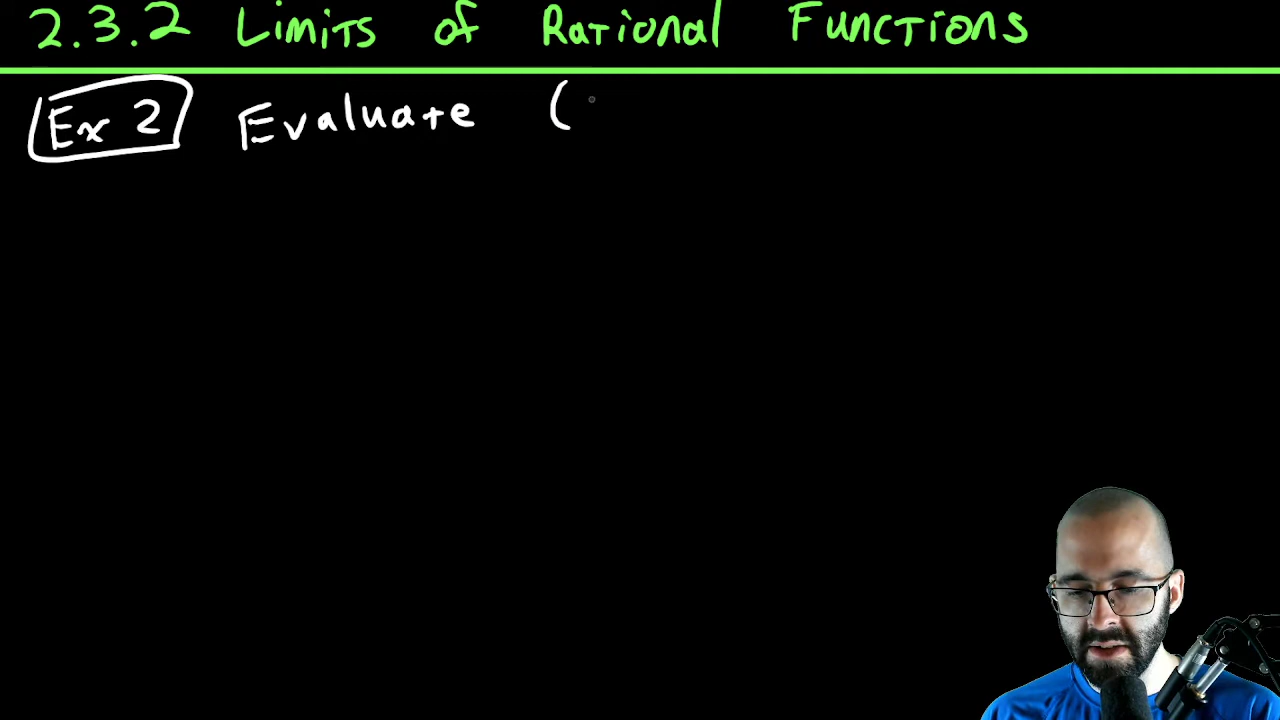 2.3.2 Limits of Rational Functions
Ex 2 Evaluate (